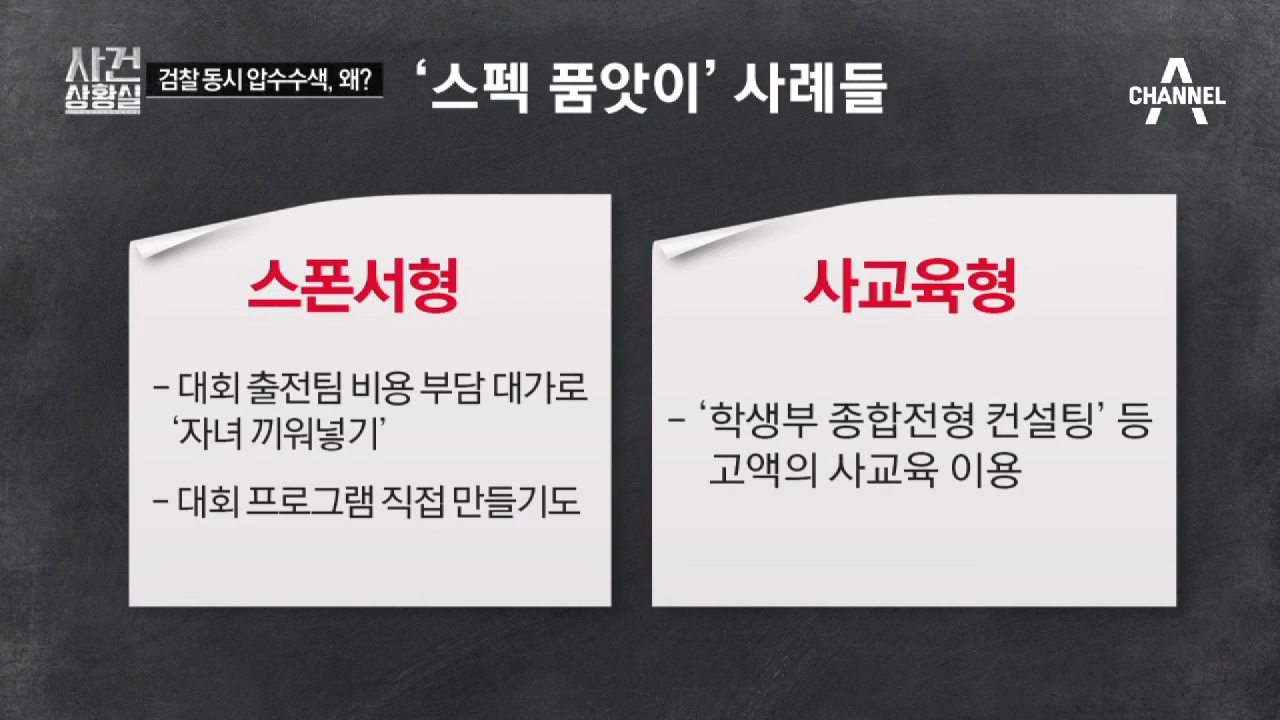 사건
상황실
검찰 동시 압수수색, 왜?
‘스펙 품앗이’ 사례들
CHANNEL A
스폰서형
- 대회 출전팀 비용 부담 대가로
‘자녀 끼워넣기’
- 대회 프로그램 직접 만들기도
사교육형
- ‘학생부 종합전형 컨설팅’ 등
고액의 사교육 이용